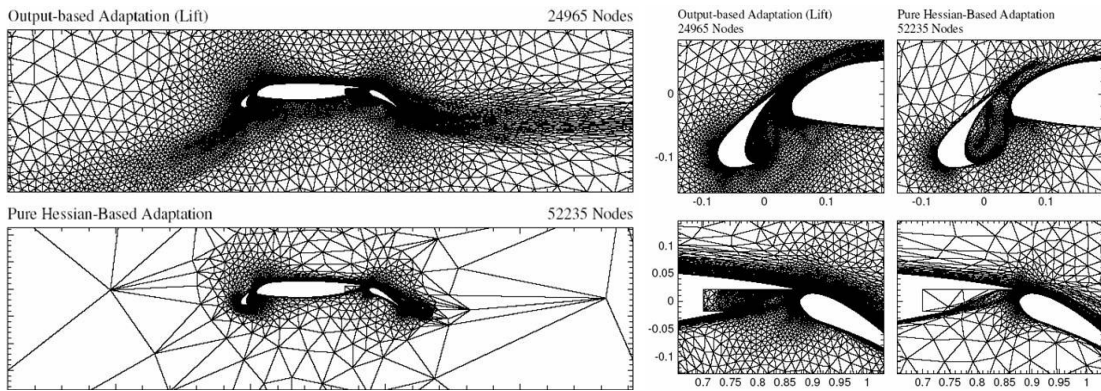 Output-based Adaptation (Lift) 24965 Nodes
Pure Hessian-Based Adaptation 52235 Nodes
Output-based Adaptation (Lift)
24965 Nodes
Pure Hessian-Based Adaptation
52235 Nodes
0
-0.1
-0.1 0 0.1
0 0.1
0.1
0.05
0
-0.05
-0.1
0.7 0.75 0.8 0.85 0.9 0.95 1
0.7 0.75 0.8 0.85 0.9 0.95 1